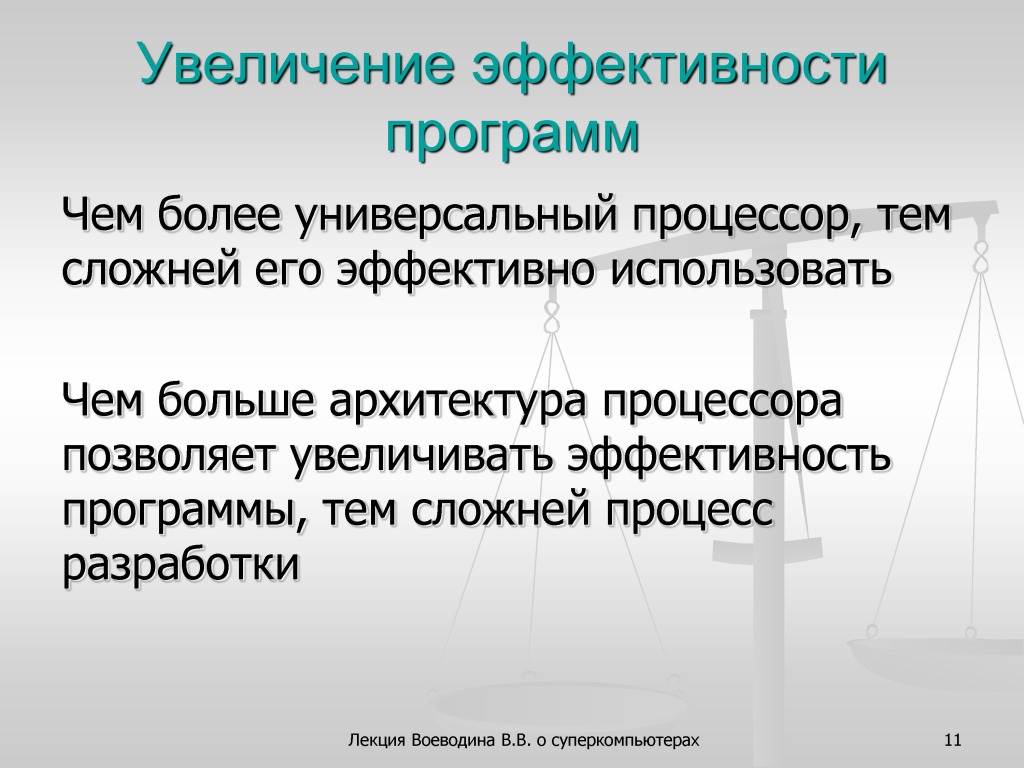 Увеличение эффективности
программ
Чем более универсальный процессор, тем
сложней его эффективно использовать
Чем больше архитектура процессора
позволяет увеличивать эффективность
программы, тем сложней процесс
разработки
Лекция Воеводина В.В. о суперкомпьютерах
11